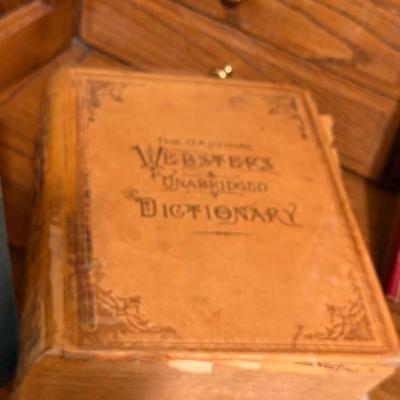 THE ORIGINAL
WEBSTER'S
UNABRIDGED
DICTIONARY